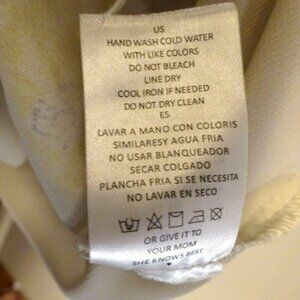 US
HAND WASH COLD WATER
WITH LIKE COLORS
DO NOT BLEACH
LINE DRY
COOL IRON IF NEEDED
DO NOT DRY CLEAN
ES
LAVAR A MANO CON COLORIS
SIMILARESY AGUA FRIA
NO USAR BLANQUEADOR
SECAR COLGADO
PLANCHA FRIA SI SE NECESITA
NO LAVAR EN SECO
OR GIVE IT TO
YOUR MOM
SHE KNOWS BEST.